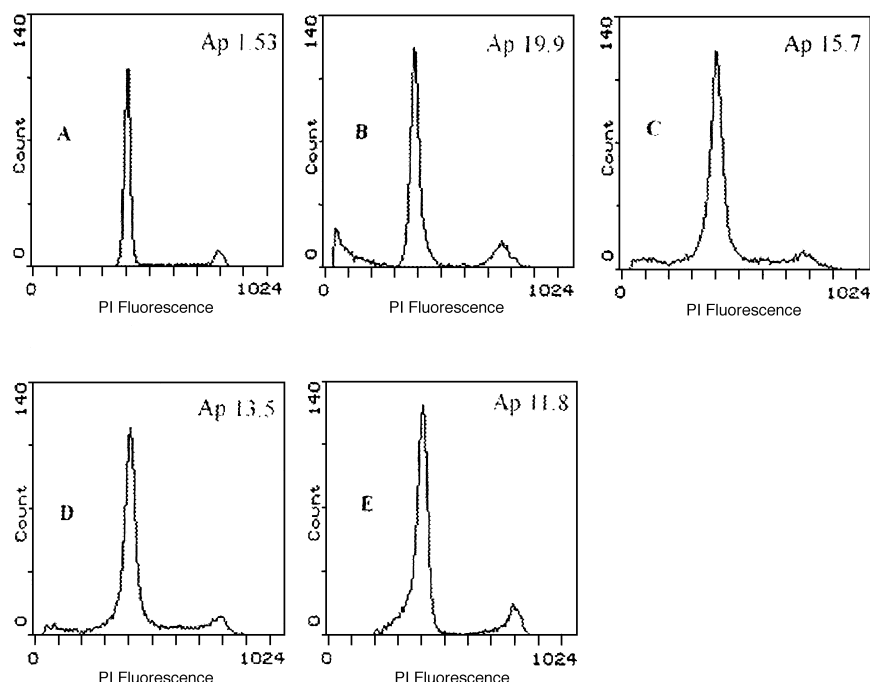 140
Ap 1.53
A
Count
0
0
1024
PI Fluorescence
140
Ap 19.9
B
Count
0
0
1024
PI Fluorescence
140
Ap 15.7
C
Count
0
0
1024
PI Fluorescence
140
Ap 13.5
D
Count
0
0
1024
PI Fluorescence
140
Ap 11.8
E
Count
0
0
1024
PI Fluorescence